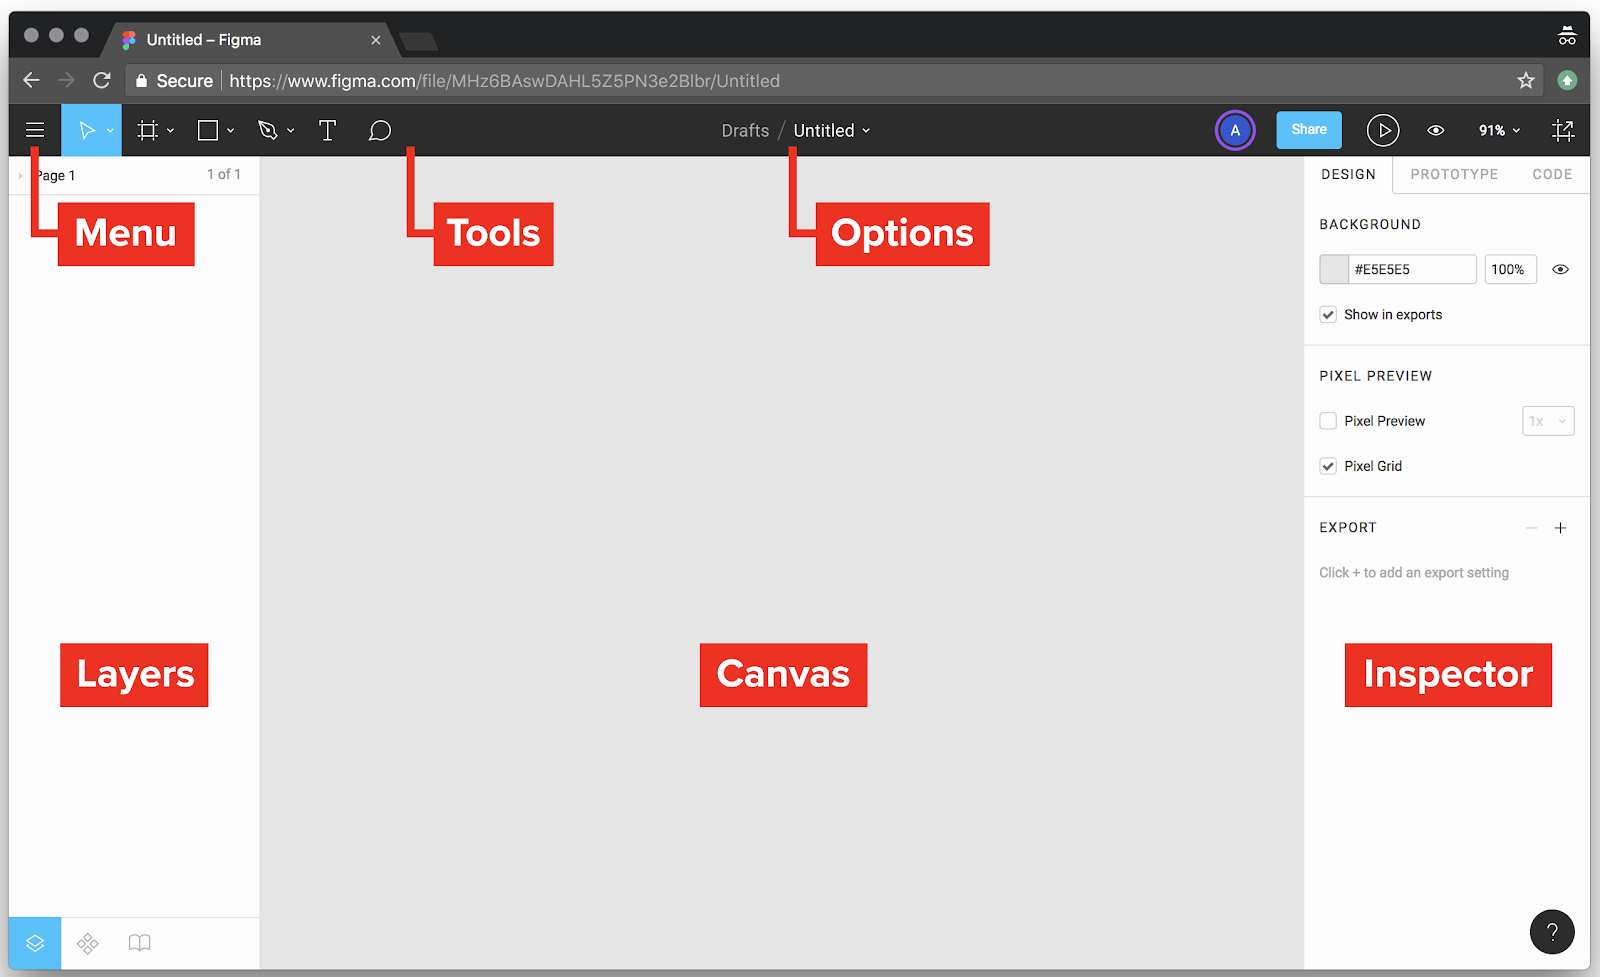 Untitled – Figma
Secure https://www.figma.com/file/MHz6BAswDAHL5Z5PN3e2Blbr/Untitled
T Drafts / Untitled A Share 91%
Page 1 1 of 1
Menu
Tools
Options
DESIGN PROTOTYPE CODE
BACKGROUND
#E5E5E5 100%
Show in exports
PIXEL PREVIEW
Pixel Preview 1x
Pixel Grid
EXPORT
Click + to add an export setting
Layers
Canvas
Inspector
?